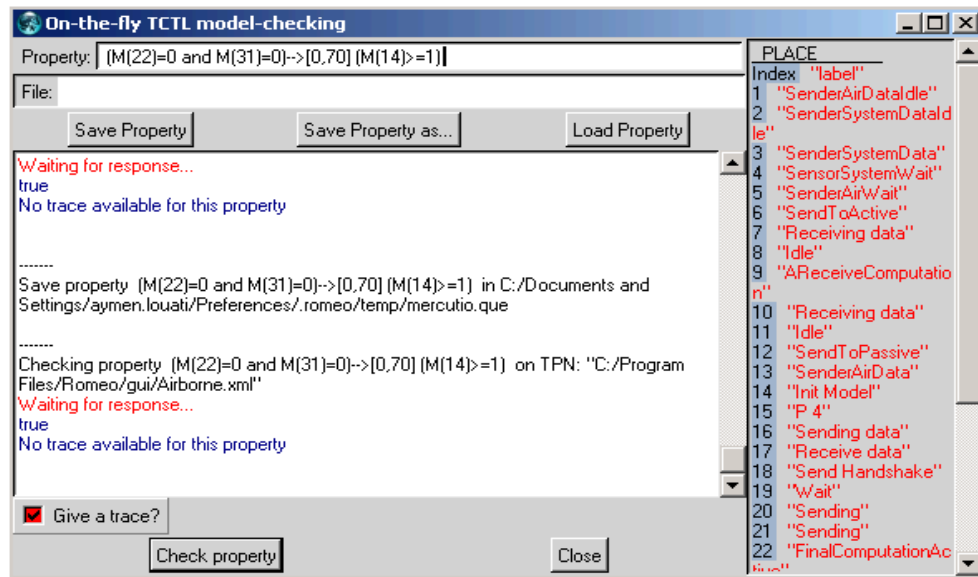 On-the-fly TCTL model-checking
Property: (M(22)=0 and M(31)=0)-->[0,70] (M(14)>=1)
File:
Save Property Save Property as... Load Property
Waiting for response...
true
No trace available for this property
-------
Save property (M(22)=0 and M(31)=0)-->[0,70] (M(14)>=1) in C:/Documents and
Settings/aymen.louati/Preferences/.romeo/temp/mercutio.que
-------
Checking property (M(22)=0 and M(31)=0)-->[0,70] (M(14)>=1) on TPN: "C:/Program
Files/Romeo/gui/Airborne.xml"
Waiting for response...
true
No trace available for this property
Give a trace?
Check property Close
PLACE
Index "label"
1 "SenderAirDataIdle"
2 "SenderSystemDataId
le"
3 "SenderSystemData"
4 "SensorSystemWait"
5 "SenderAirWait"
6 "SendToActive"
7 "Receiving data"
8 "Idle"
9 "AReceiveComputatio
n"
10 "Receiving data"
11 "Idle"
12 "SendToPassive"
13 "SenderAirData"
14 "Init Model"
15 "P 4"
16 "Sending data"
17 "Receive data"
18 "Send Handshake"
19 "Wait"
20 "Sending"
21 "Sending"
22 "FinalComputationAc
tive"